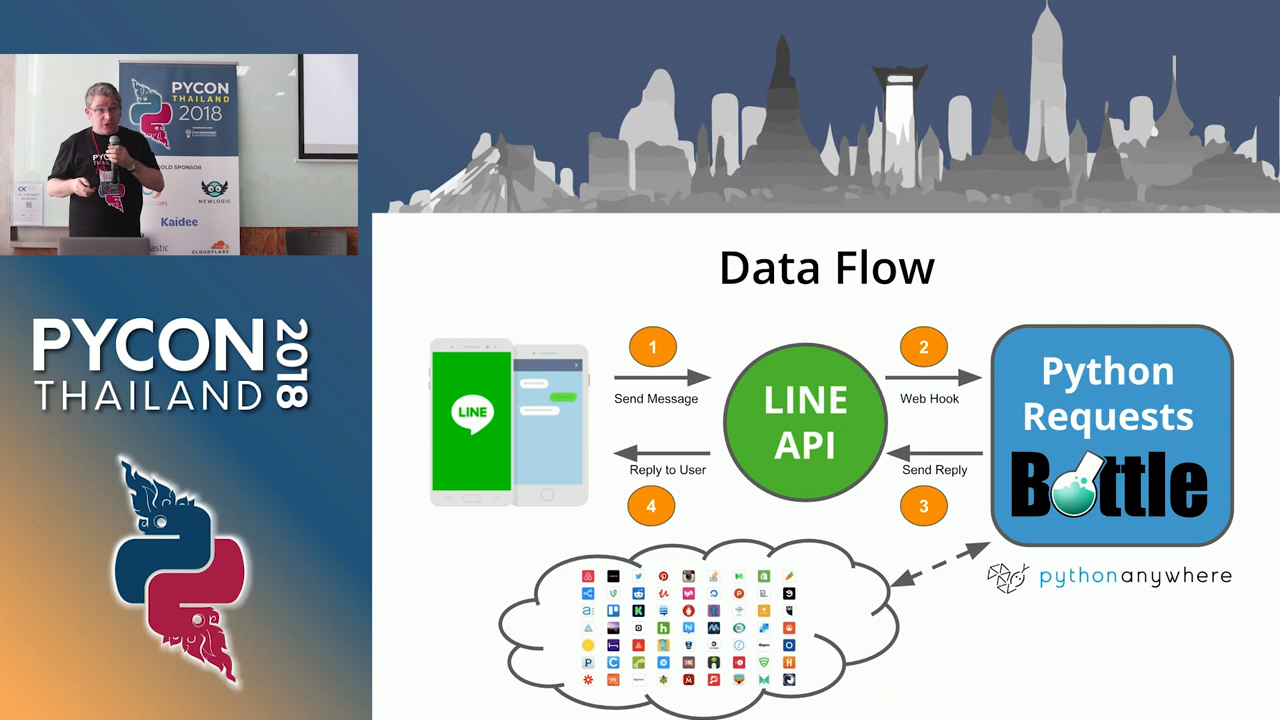 PYCON
THAILAND
2018
GOLD SPONSOR
OPS
NEWLOGIC
Kaidee
CLOUDFLARE
PYCON
THAILAND
2018
Data Flow
LINE
1
Send Message
LINE
API
2
Web Hook
Python
Requests
Bottle
Reply to User
4
Send Reply
3
pythonanywhere